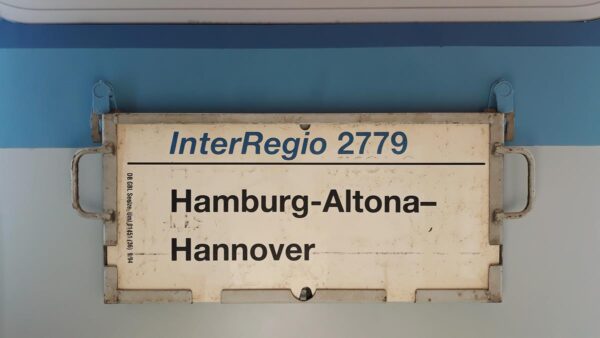 InterRegio 2779
Hamburg-Altona–
Hannover